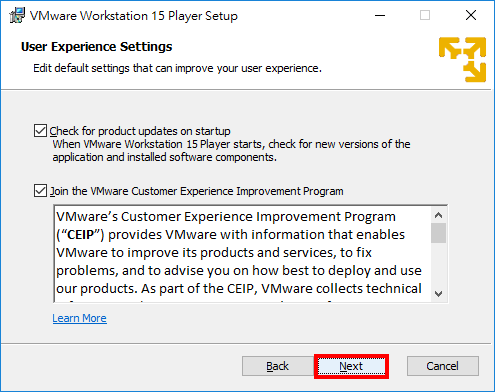 VMware Workstation 15 Player Setup
User Experience Settings
Edit default settings that can improve your user experience.
Check for product updates on startup
When VMware Workstation 15 Player starts, check for new versions of the
application and installed software components.
Join the VMware Customer Experience Improvement Program
VMware's Customer Experience Improvement Program
("CEIP") provides VMware with information that enables
VMware to improve its products and services, to fix
problems, and to advise you on how best to deploy and use
our products. As part of the CEIP, VMware collects technical
Learn More
Back
Next
Cancel